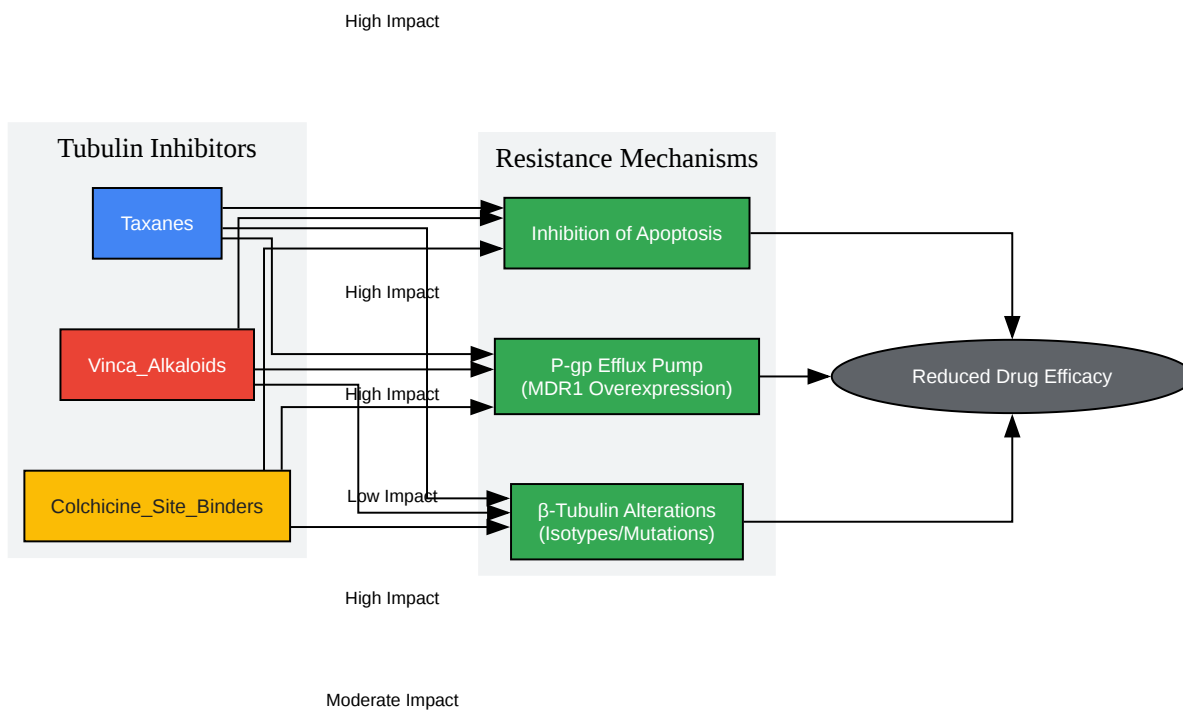 High Impact
Tubulin Inhibitors
Resistance Mechanisms
Taxanes
Inhibition of Apoptosis
High Impact
Vinca_Alkaloids
P-gp Efflux Pump
(MDR1 Overexpression)
Reduced Drug Efficacy
High Impact
Colchicine_Site_Binders
Low Impact
β-Tubulin Alterations
(Isotypes/Mutations)
High Impact
Moderate Impact